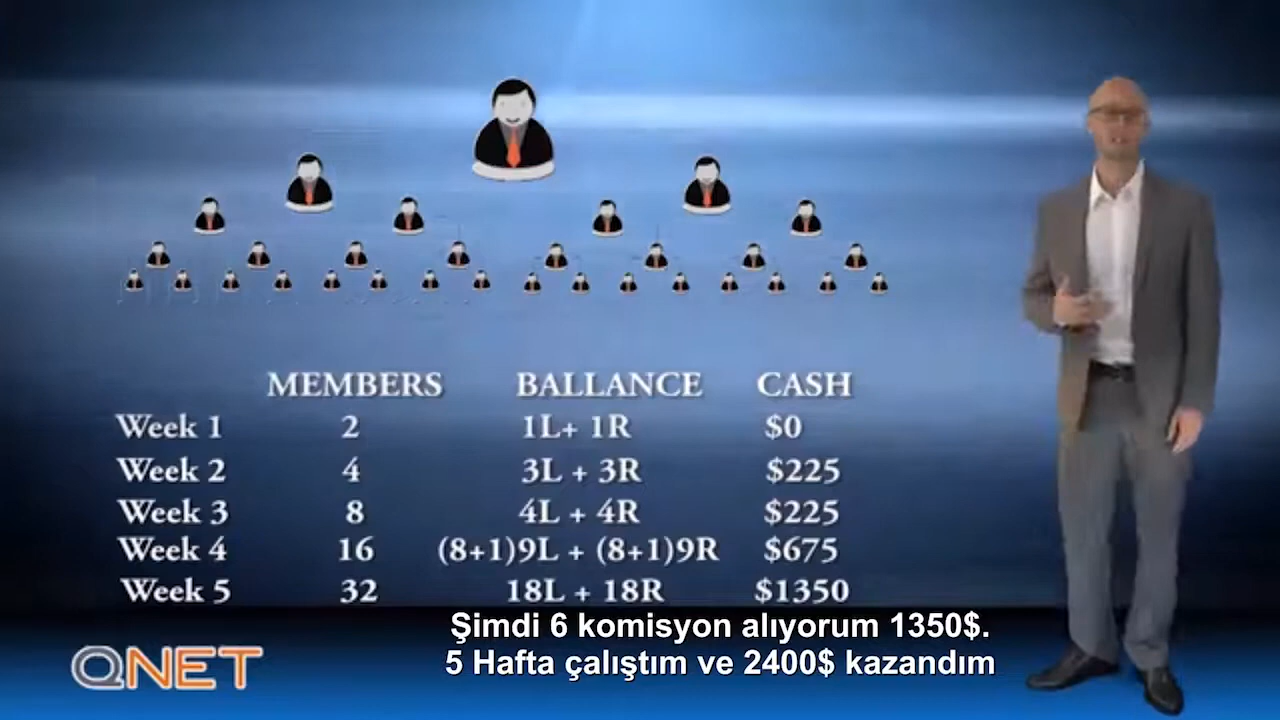 MEMBERS BALLANCE CASH
Week 1 2 1L+ 1R $0
Week 2 4 3L + 3R $225
Week 3 8 4L + 4R $225
Week 4 16 (8+1)9L + (8+1)9R $675
Week 5 32 18L + 18R $1350
Şimdi 6 komisyon alıyorum 1350$.
5 Hafta çalıştım ve 2400$ kazandım
QNET